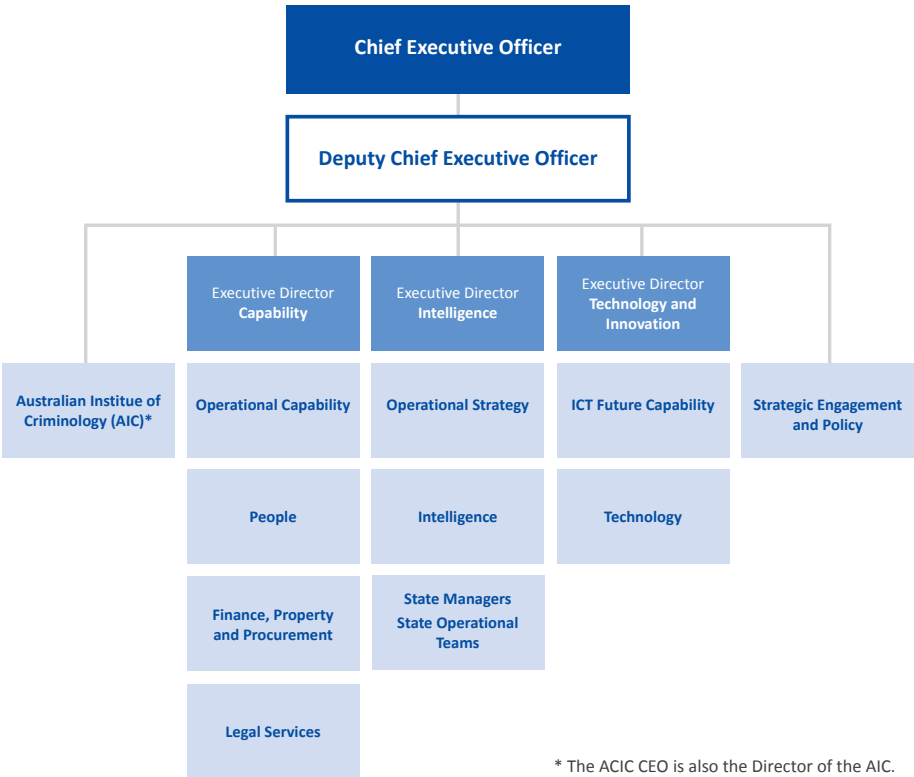 Chief Executive Officer
Deputy Chief Executive Officer
Executive Director
Capability
Executive Director
Intelligence
Executive Director
Technology and
Innovation
Australian Institue of
Criminology (AIC)*
Operational Capability
Operational Strategy
ICT Future Capability
Strategic Engagement
and Policy
People
Intelligence
Technology
Finance, Property
and Procurement
State Managers
State Operational
Teams
Legal Services
* The ACIC CEO is also the Director of the AIC.